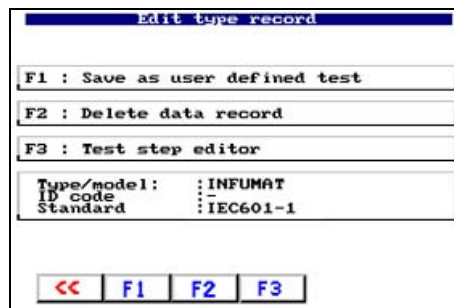 Edit type record
F1 : Save as user defined test
F2 : Delete data record
F3 : Test step editor
Type/model: :INFUMAT
ID code :-
Standard :IEC601-1
<< F1 F2 F3